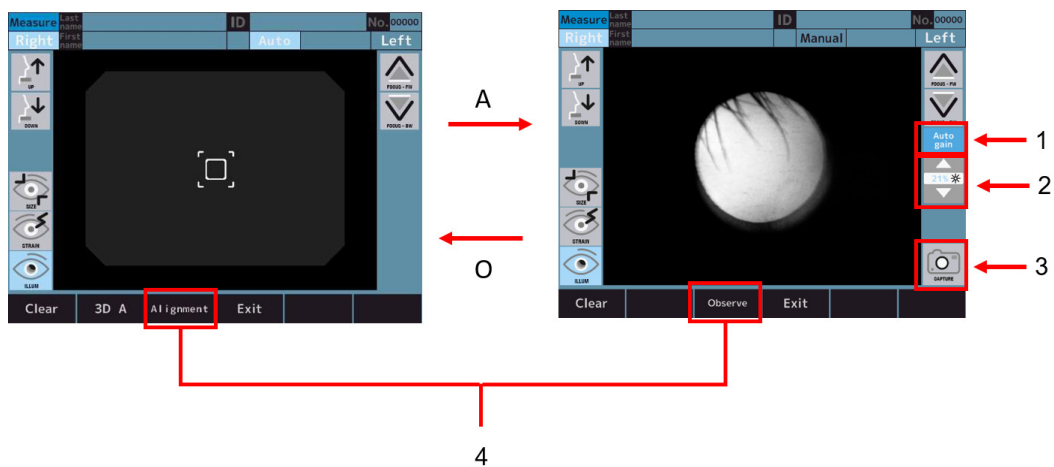 Measure Last name ID No. 00000
Right First name Auto Left
UP
FOCUS - FW
DOWN
FOCUS - BW
SIZE
STRAIN
ILLUM
Clear 3D A Alignment Exit
A
O
Measure Last name ID No. 00000
Right First name Manual Left
UP
FOCUS - FW
DOWN
Auto gain
21%
SIZE
STRAIN
ILLUM
CAPTURE
Clear Observe Exit
1
2
3
4